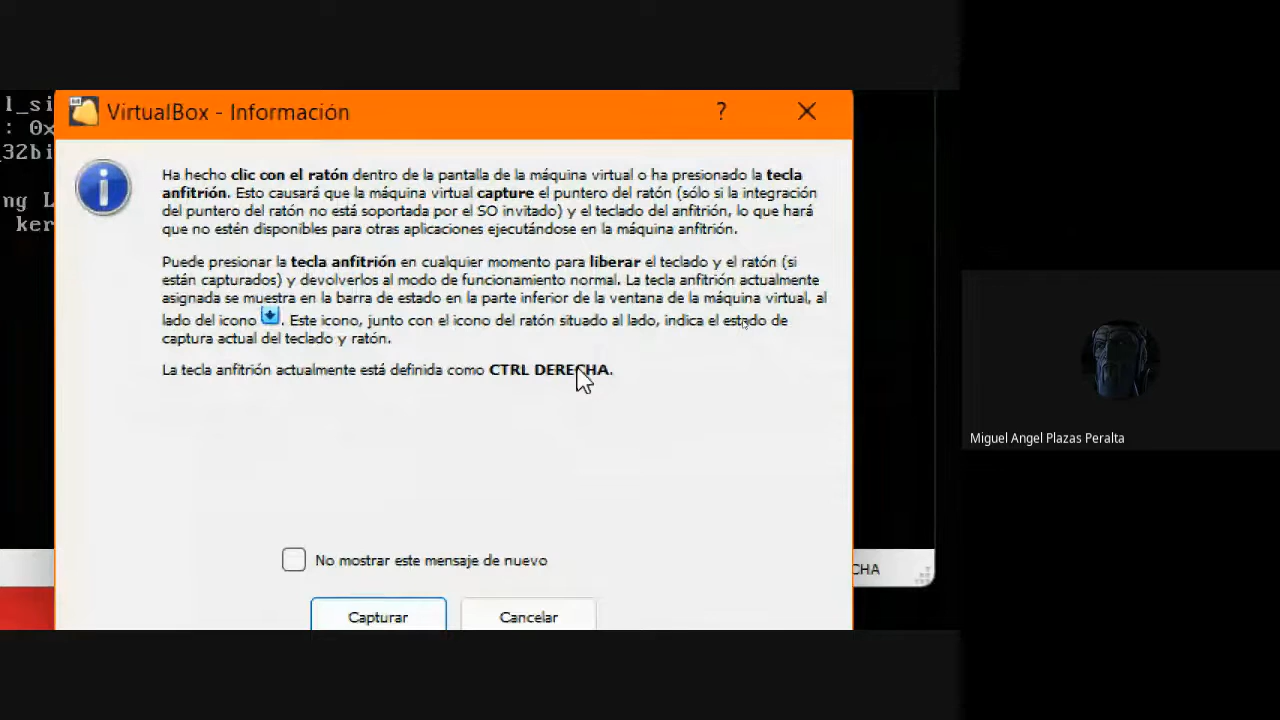 VirtualBox - Información
?
l_si
: 0x
_32bi
ng L
ker
Ha hecho clic con el ratón dentro de la pantalla de la máquina virtual o ha presionado la tecla
anfitrión. Esto causará que la máquina virtual capture el puntero del ratón (sólo si la integración
del puntero del ratón no está soportada por el SO invitado) y el teclado del anfitrión, lo que hará
que no estén disponibles para otras aplicaciones ejecutándose en la máquina anfitrión.
Puede presionar la tecla anfitrión en cualquier momento para liberar el teclado y el ratón (si
están capturados) y devolverlos al modo de funcionamiento normal. La tecla anfitrión actualmente
asignada se muestra en la barra de estado en la parte inferior de la ventana de la máquina virtual, al
lado del icono . Este icono, junto con el icono del ratón situado al lado, indica el estado de
captura actual del teclado y ratón.
La tecla anfitrión actualmente está definida como CTRL DERECHA.
No mostrar este mensaje de nuevo
Capturar
Cancelar
CHA
Miguel Angel Plazas Peralta